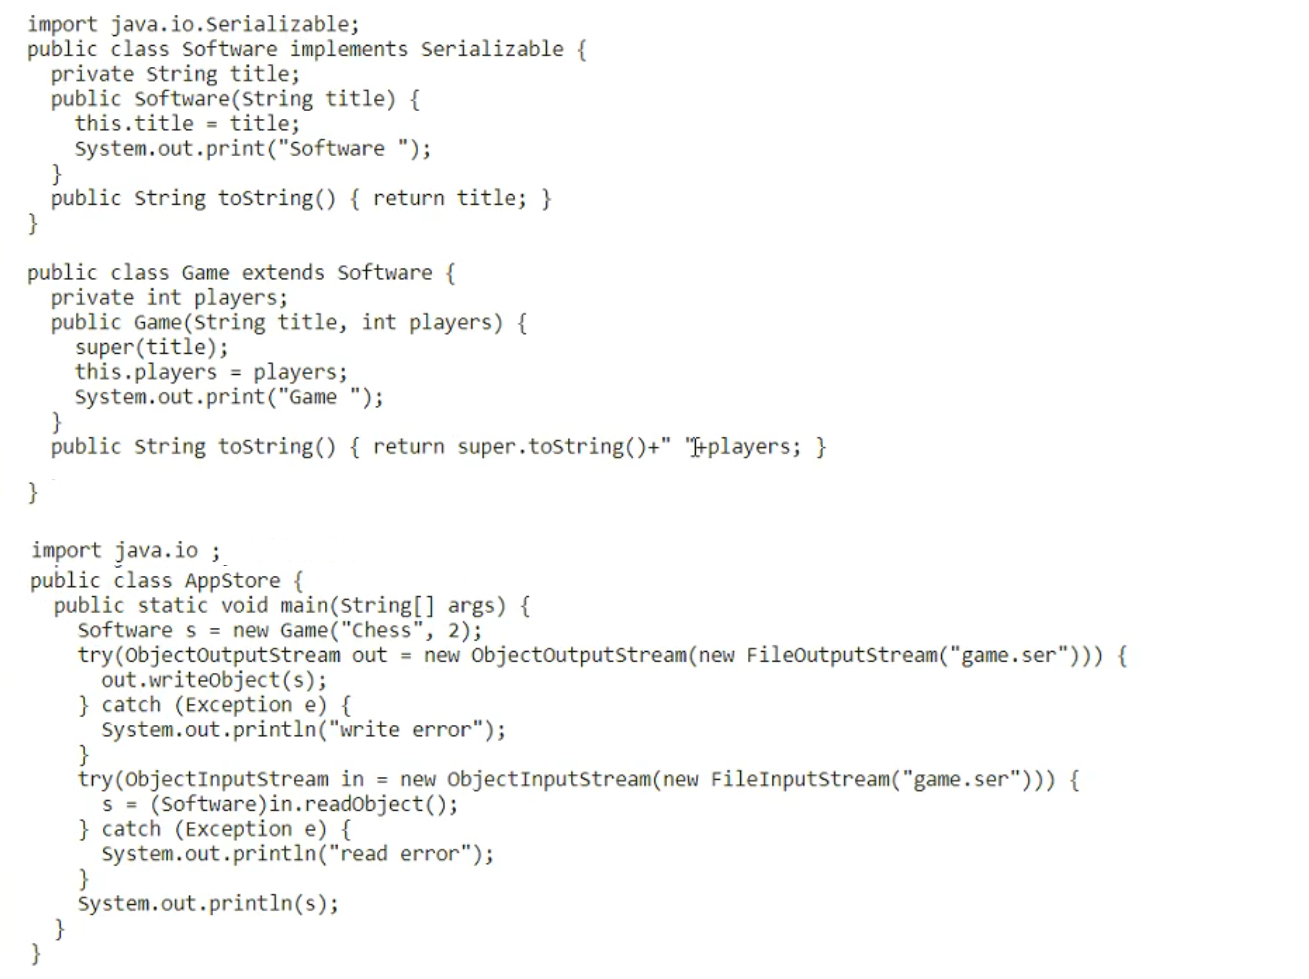 import java.io.Serializable;
public class Software implements Serializable {
  private String title;
  public Software(String title) {
    this.title = title;
    System.out.print("Software ");
  }
  public String toString() { return title; }
}

public class Game extends Software {
  private int players;
  public Game(String title, int players) {
    super(title);
    this.players = players;
    System.out.print("Game ");
  }
  public String toString() { return super.toString()+" "+players; }
}

import java.io ;
public class AppStore {
  public static void main(String[] args) {
    Software s = new Game("Chess", 2);
    try(ObjectOutputStream out = new ObjectOutputStream(new FileOutputStream("game.ser"))) {
      out.writeObject(s);
    } catch (Exception e) {
      System.out.println("write error");
    }
    try(ObjectInputStream in = new ObjectInputStream(new FileInputStream("game.ser"))) {
      s = (Software)in.readObject();
    } catch (Exception e) {
      System.out.println("read error");
    }
    System.out.println(s);
  }
}